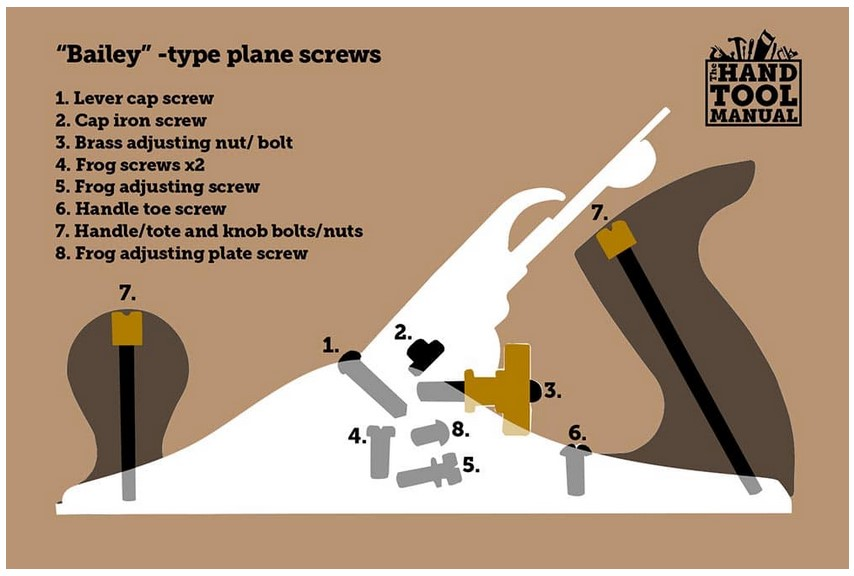 “Bailey” -type plane screws
The
HAND
TOOL
MANUAL
1. Lever cap screw
2. Cap iron screw
3. Brass adjusting nut/ bolt
4. Frog screws x2
5. Frog adjusting screw
6. Handle toe screw
7. Handle/tote and knob bolts/nuts
8. Frog adjusting plate screw
7.
7.
1.
2.
3.
4.
8.
5.
6.